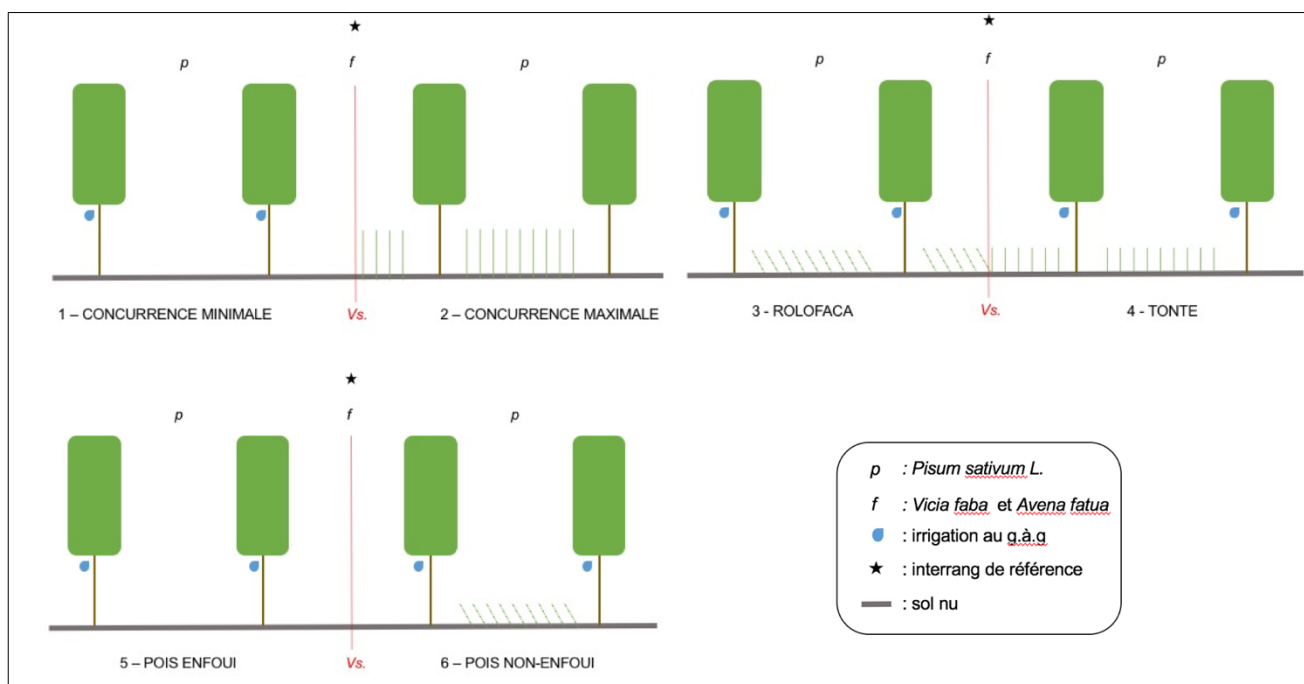 p f p
1 – CONCURRENCE MINIMALE Vs. 2 – CONCURRENCE MAXIMALE
p f p
3 - ROLOFACA Vs. 4 - TONTE
p f p
5 – POIS ENFOUI Vs. 6 – POIS NON-ENFOUI
p : Pisum sativum L.
f : Vicia faba et Avena fatua
: irrigation au g.à.g
: interrang de référence
: sol nu